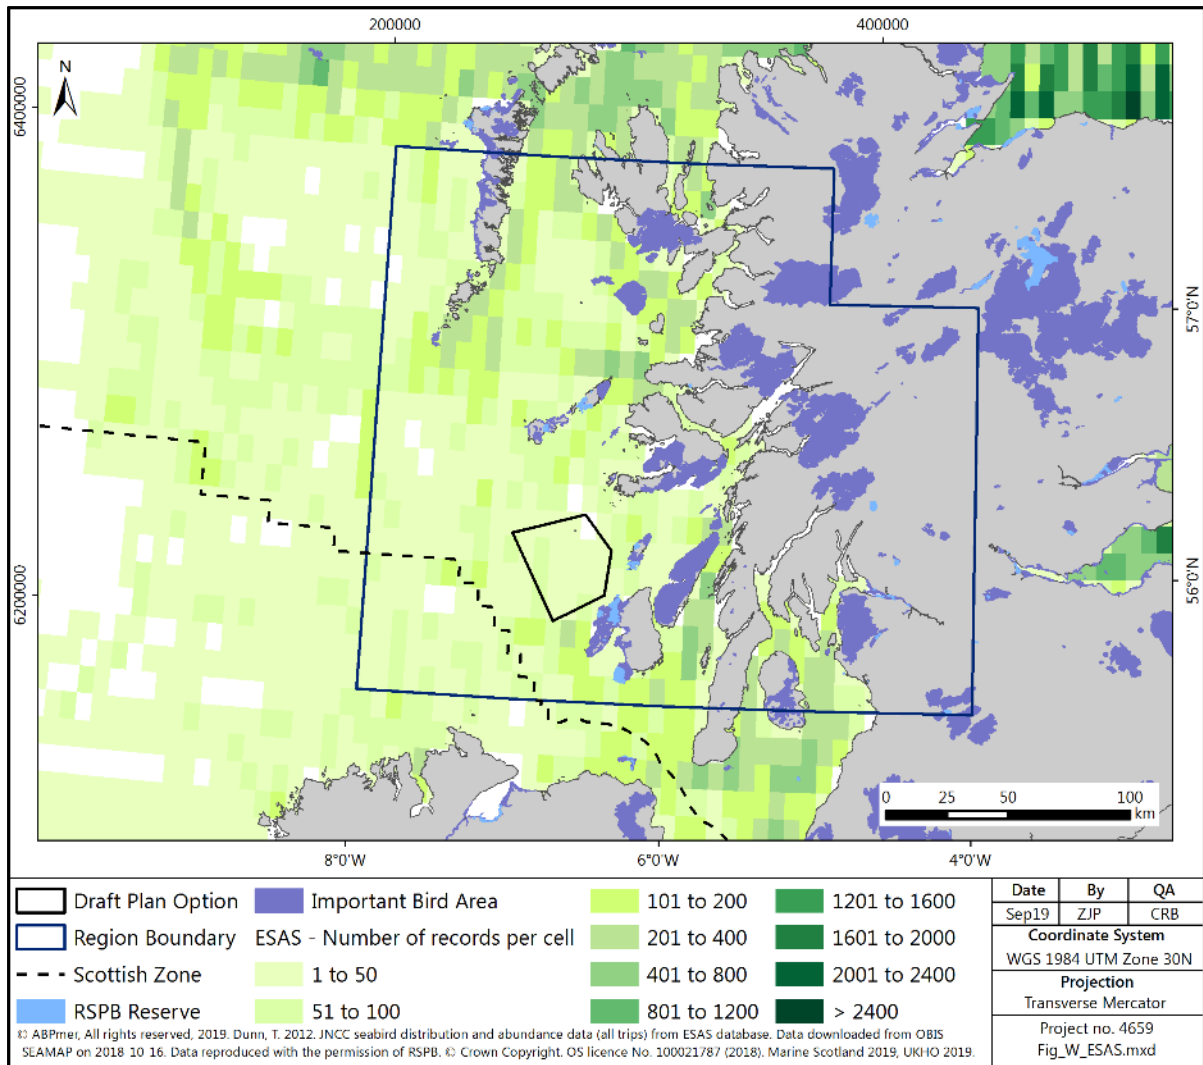 200000
400000
N
6400000
57°0'N
6200000
56°0'N
0
25
50
100
km
8°0'W
6°0'W
4°0'W
Draft Plan Option
Region Boundary
Scottish Zone
RSPB Reserve
Important Bird Area
ESAS - Number of records per cell
1 to 50
51 to 100
101 to 200
201 to 400
401 to 800
801 to 1200
1201 to 1600
1601 to 2000
2001 to 2400
> 2400
Date By QA
Sep19 ZJP CRB
Coordinate System
WGS 1984 UTM Zone 30N
Projection
Transverse Mercator
Project no. 4659
Fig_W_ESAS.mxd
© ABPmer, All rights reserved, 2019. Dunn, T. 2012. JNCC seabird distribution and abundance data (all trips) from ESAS database. Data downloaded from OBIS
SEAMAP on 2018 10 16. Data reproduced with the permission of RSPB. © Crown Copyright. OS licence No. 100021787 (2018). Marine Scotland 2019, UKHO 2019.